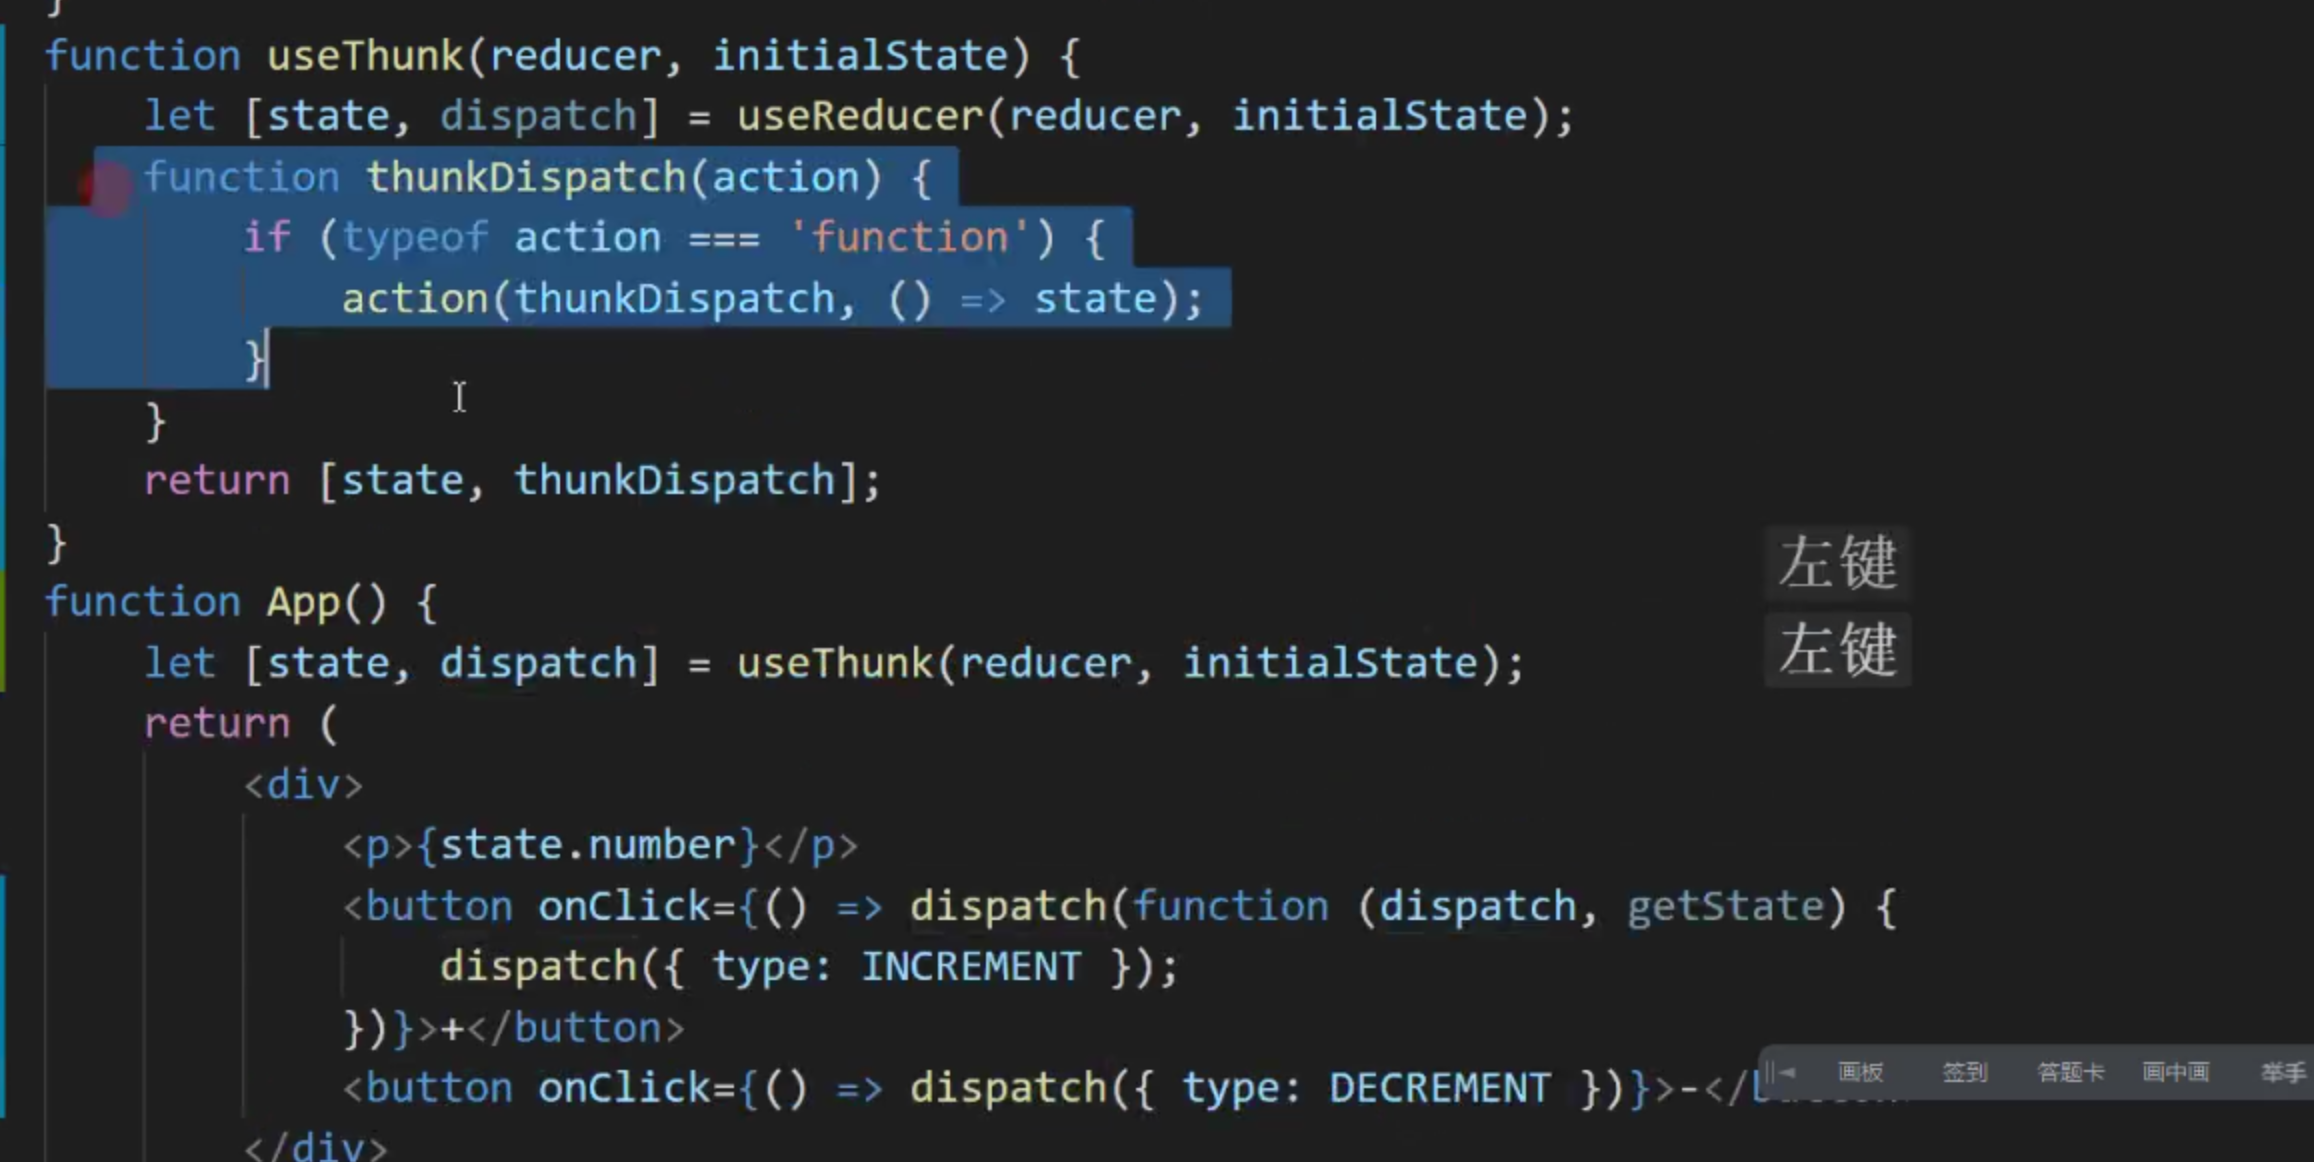 }
function useThunk(reducer, initialState) {
    let [state, dispatch] = useReducer(reducer, initialState);
    function thunkDispatch(action) {
        if (typeof action === 'function') {
            action(thunkDispatch, () => state);
        }
    }
    return [state, thunkDispatch];
}
左键
function App() {
左键
    let [state, dispatch] = useThunk(reducer, initialState);
    return (
        <div>
            <p>{state.number}</p>
            <button onClick={() => dispatch(function (dispatch, getState) {
                dispatch({ type: INCREMENT });
            })}>+</button>
            <button onClick={() => dispatch({ type: DECREMENT })}>-</
画板 签到 答题卡 画中画 举手
        </div>